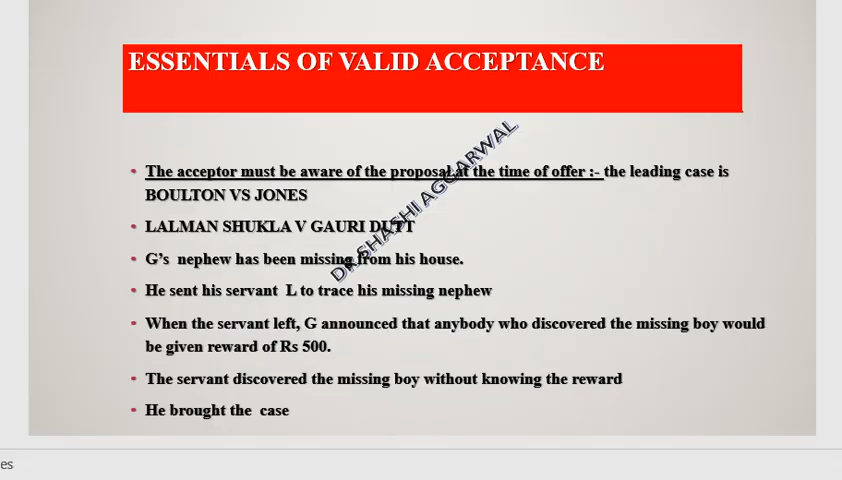 ESSENTIALS OF VALID ACCEPTANCE
• The acceptor must be aware of the proposal at the time of offer :- the leading case is
BOULTON VS JONES
• LALMAN SHUKLA V GAURI DUTT
• G's nephew has been missing from his house.
• He sent his servant L to trace his missing nephew
• When the servant left, G announced that anybody who discovered the missing boy would
be given reward of Rs 500.
• The servant discovered the missing boy without knowing the reward
• He brought the case
DR SHASHI AGGARWAL
es